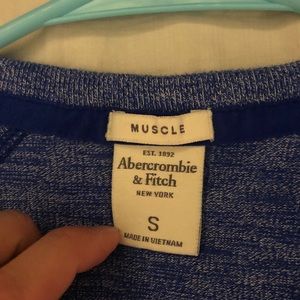 MUSCLE
EST. 1892
Abercrombie
& Fitch
NEW YORK
S
MADE IN VIETNAM